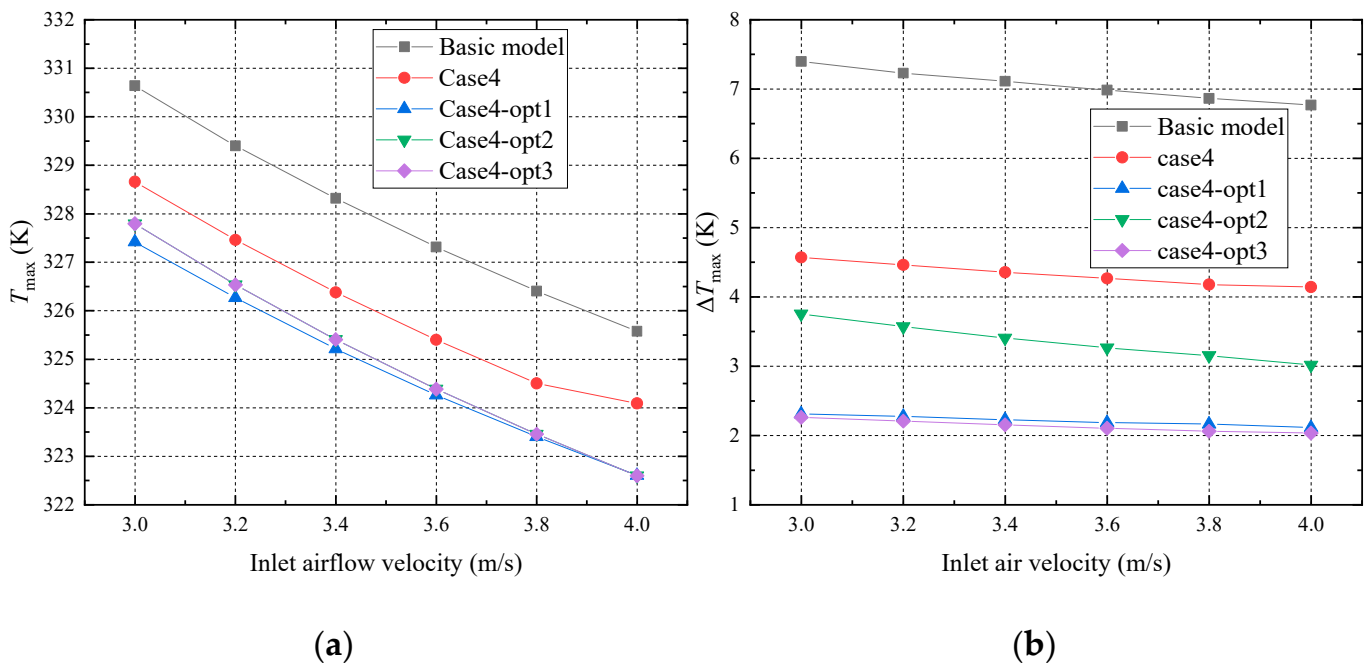 332
331
330
329
328
327
326
325
324
323
322
T_max (K)
Basic model
Case4
Case4-opt1
Case4-opt2
Case4-opt3
3.0 3.2 3.4 3.6 3.8 4.0
Inlet airflow velocity (m/s)
(a)
8
7
6
5
4
3
2
1
ΔT_max (K)
Basic model
case4
case4-opt1
case4-opt2
case4-opt3
3.0 3.2 3.4 3.6 3.8 4.0
Inlet air velocity (m/s)
(b)